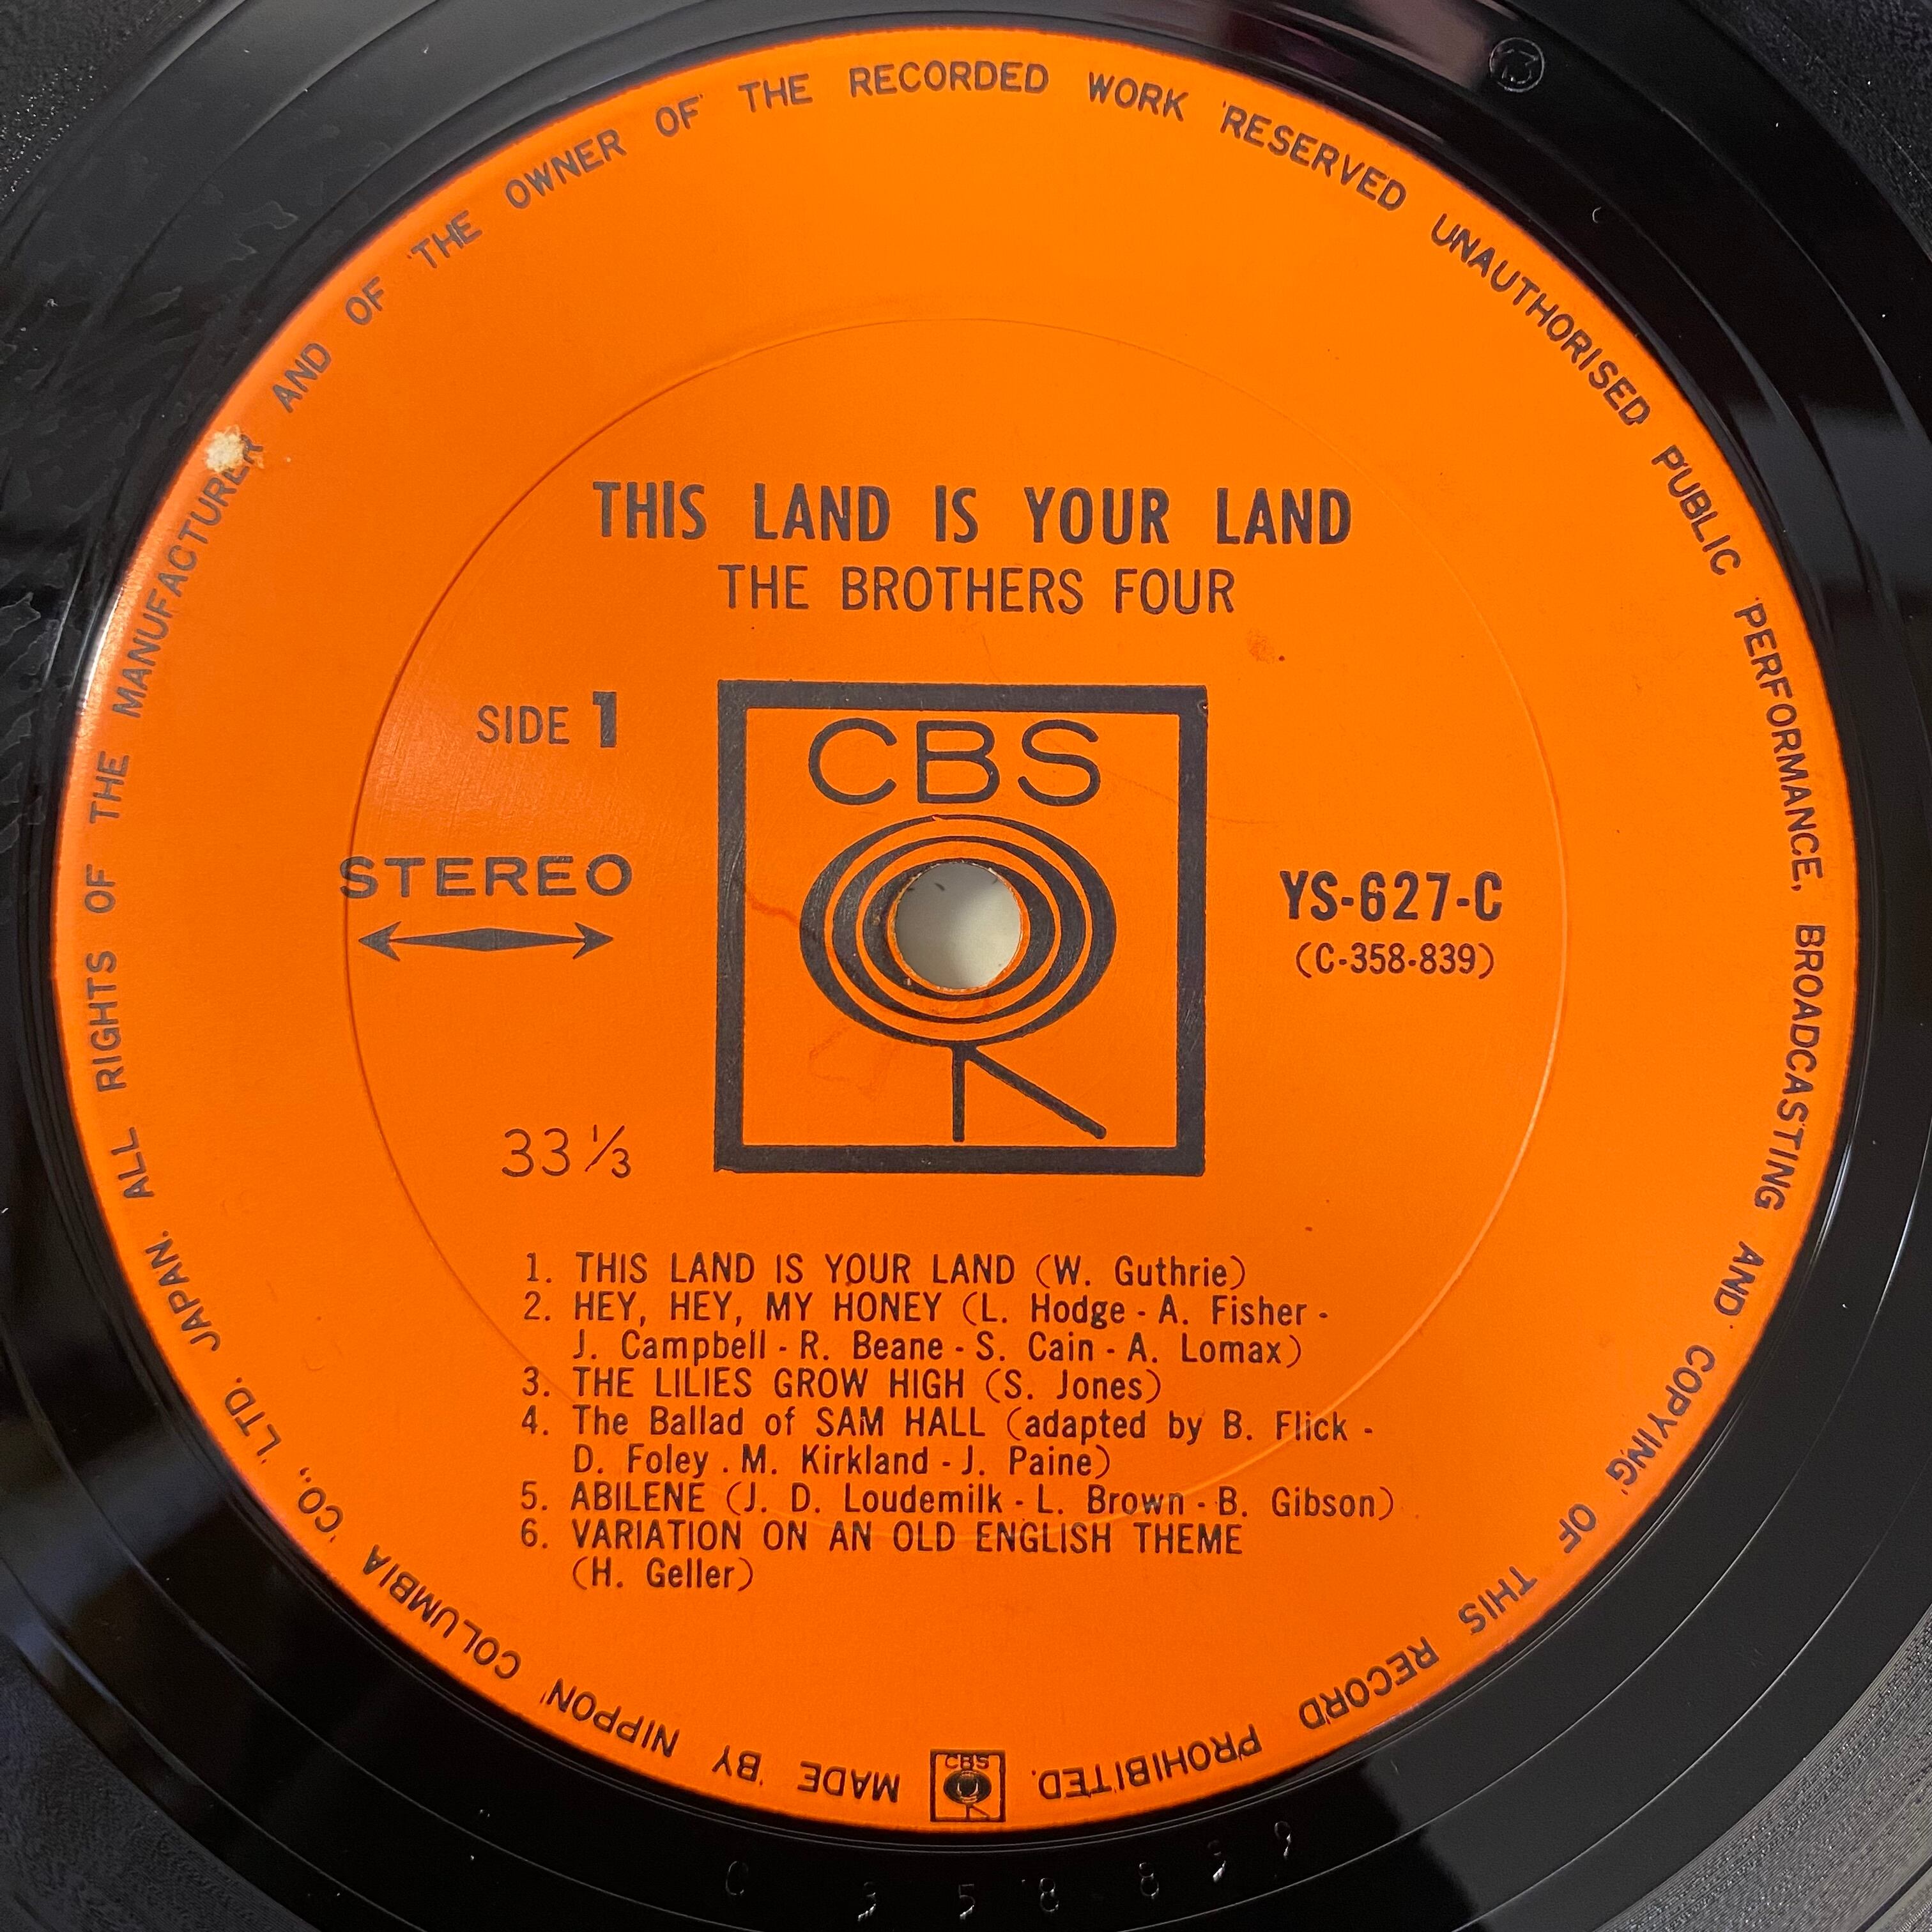 THIS LAND IS YOUR LAND
THE BROTHERS FOUR
SIDE 1
CBS
STEREO
YS-627-C
(C-358-839)
33 1/3
1. THIS LAND IS YOUR LAND (W. Guthrie)
2. HEY, HEY, MY HONEY (L. Hodge - A. Fisher -
J. Campbell - R. Beane - S. Cain - A. Lomax)
3. THE LILIES GROW HIGH (S. Jones)
4. The Ballad of SAM HALL (adapted by B. Flick -
D. Foley . M. Kirkland - J. Paine)
5. ABILENE (J. D. Loudemilk - L. Brown - B. Gibson)
6. VARIATION ON AN OLD ENGLISH THEME
(H. Geller)
MADE BY NIPPON COLUMBIA CO., LTD. JAPAN. ALL RIGHTS OF THE MANUFACTURER AND OF THE OWNER OF THE RECORDED WORK RESERVED UNAUTHORISED PUBLIC PERFORMANCE, BROADCASTING AND COPYING OF THIS RECORD PROHIBITED.
CBS
C 358839